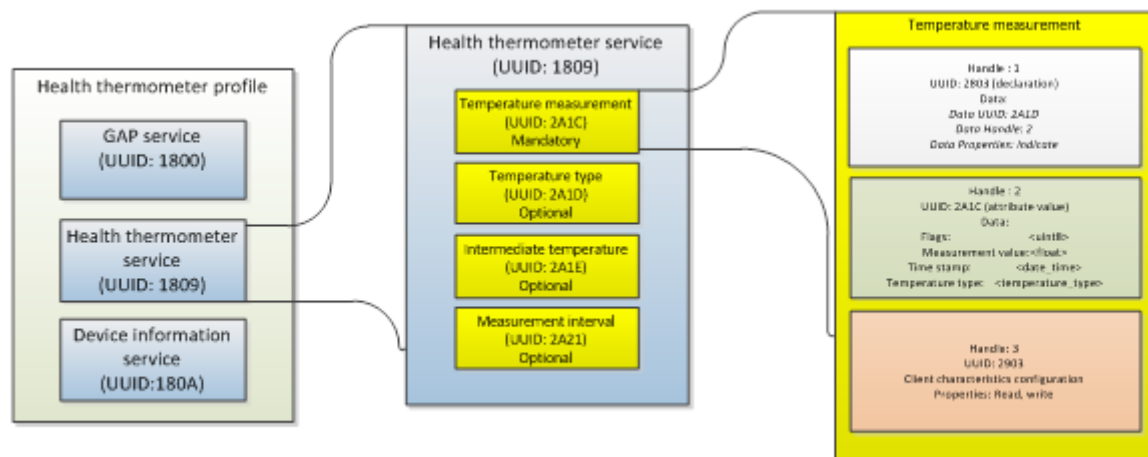 Health thermometer profile
GAP service
(UUID: 1800)
Health thermometer
service
(UUID: 1809)
Device information
service
(UUID:180A)
Health thermometer service
(UUID: 1809)
Temperature measurement
(UUID: 2A1C)
Mandatory
Temperature type
(UUID: 2A1D)
Optional
Intermediate temperature
(UUID: 2A1E)
Optional
Measurement interval
(UUID: 2A21)
Optional
Temperature measurement
Handle : 1
UUID: 2803 (declaration)
Data:
Data UUID: 2A1D
Data Handle: 2
Data Properties: Indicate
Handle : 2
UUID: 2A1C (attribute value)
Data:
Flags: <uint8>
Measurement value:<float>
Time stamp: <date_time>
Temperature type: <temperature_type>
Handle: 3
UUID: 2903
Client characteristics configuration
Properties: Read, write